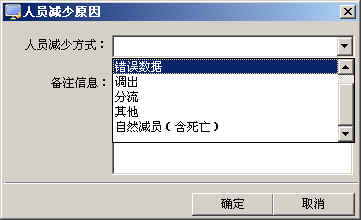 人员减少原因
人员减少方式：
错误数据
备注信息：
调出
分流
其他
自然减员（含死亡）
确定
取消